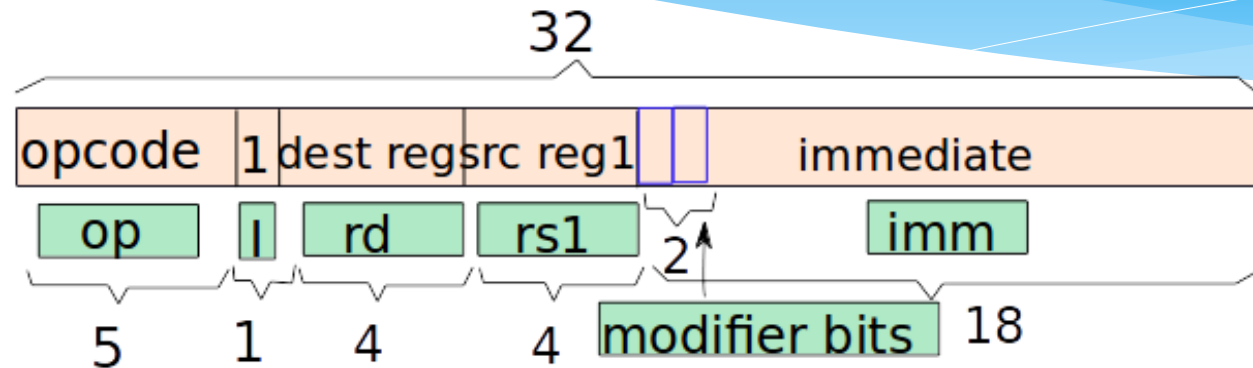 32
opcode 1 dest reg src reg1 immediate
op I rd rs1 imm
2
5 1 4 4 modifier bits 18